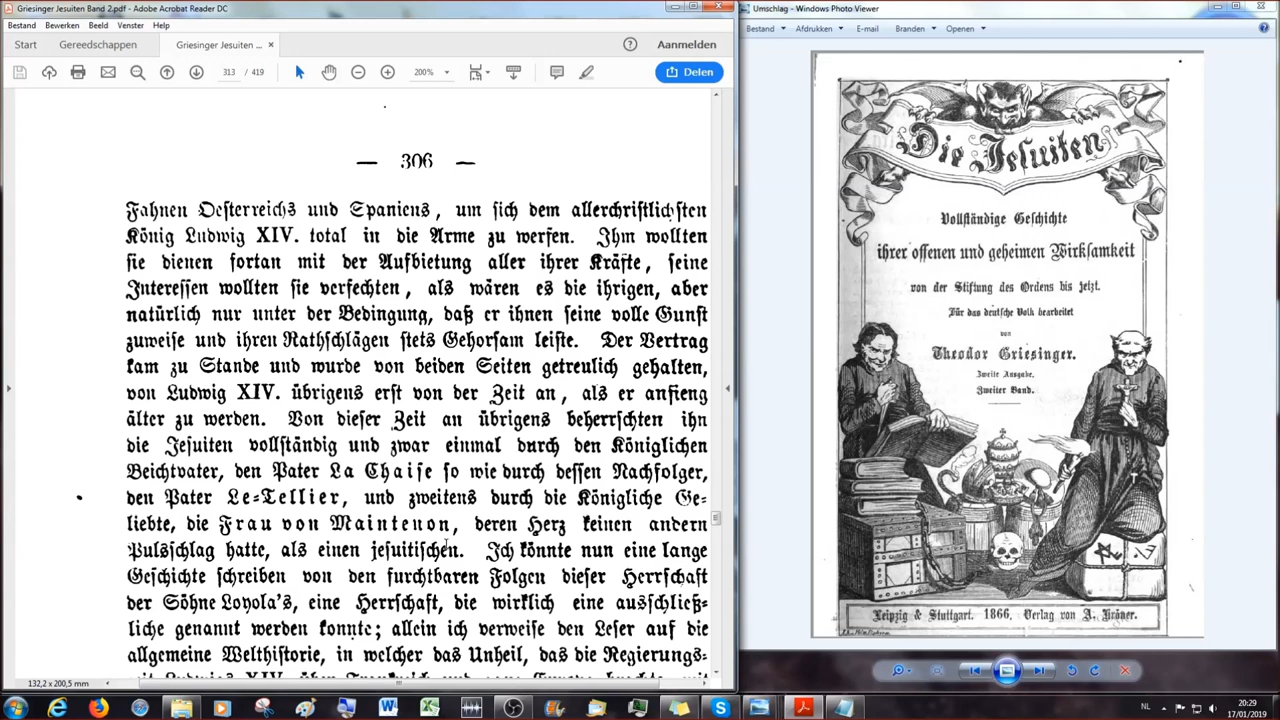 Griesinger Jesuiten Band 2.pdf - Adobe Acrobat Reader DC
Bestand Bewerken Beeld Venster Help
Start Gereedschappen Griesinger Jesuiten ... × Aanmelden
313 / 419 200% Delen
— 306 —
Fahnen Oesterreichs und Spaniens, um sich dem allerchristlichsten
König Ludwig XIV. total in die Arme zu werfen. Ihm wollten
sie dienen fortan mit der Aufbietung aller ihrer Kräfte, seine
Interessen wollten sie verfechten, als wären es die ihrigen, aber
natürlich nur unter der Bedingung, daß er ihnen seine volle Gunst
zuweise und ihren Rathschlägen stets Gehorsam leiste. Der Vertrag
kam zu Stande und wurde von beiden Seiten getreulich gehalten,
von Ludwig XIV. übrigens erst von der Zeit an, als er anfieng
älter zu werden. Von dieser Zeit an übrigens beherrschten ihn
die Jesuiten vollständig und zwar einmal durch den Königlichen
Beichtvater, den Pater La Chaise so wie durch dessen Nachfolger,
den Pater Le-Tellier, und zweitens durch die Königliche Ge-
liebte, die Frau von Maintenon, deren Herz keinen andern
Pulsschlag hatte, als einen jesuitischen. Ich könnte nun eine lange
Geschichte schreiben von den furchtbaren Folgen dieser Herrschaft
der Söhne Loyola's, eine Herrschaft, die wirklich eine ausschließ-
liche genannt werden konnte; allein ich verweise den Leser auf die
allgemeine Welthistorie, in welcher das Unheil, das die Regierungs-
132,2 x 200,5 mm
Umschlag - Windows Photo Viewer
Bestand Afdrukken E-mail Branden Openen
Die Jesuiten
Vollständige Geschichte
ihrer offenen und geheimen Wirksamkeit
von der Stiftung des Ordens bis jetzt.
Für das deutsche Volk bearbeitet
von
Theodor Griesinger.
Zweite Ausgabe.
Zweiter Band.
Leipzig & Stuttgart. 1866. Verlag von A. Kröner.
NL 20:29
17/01/2019